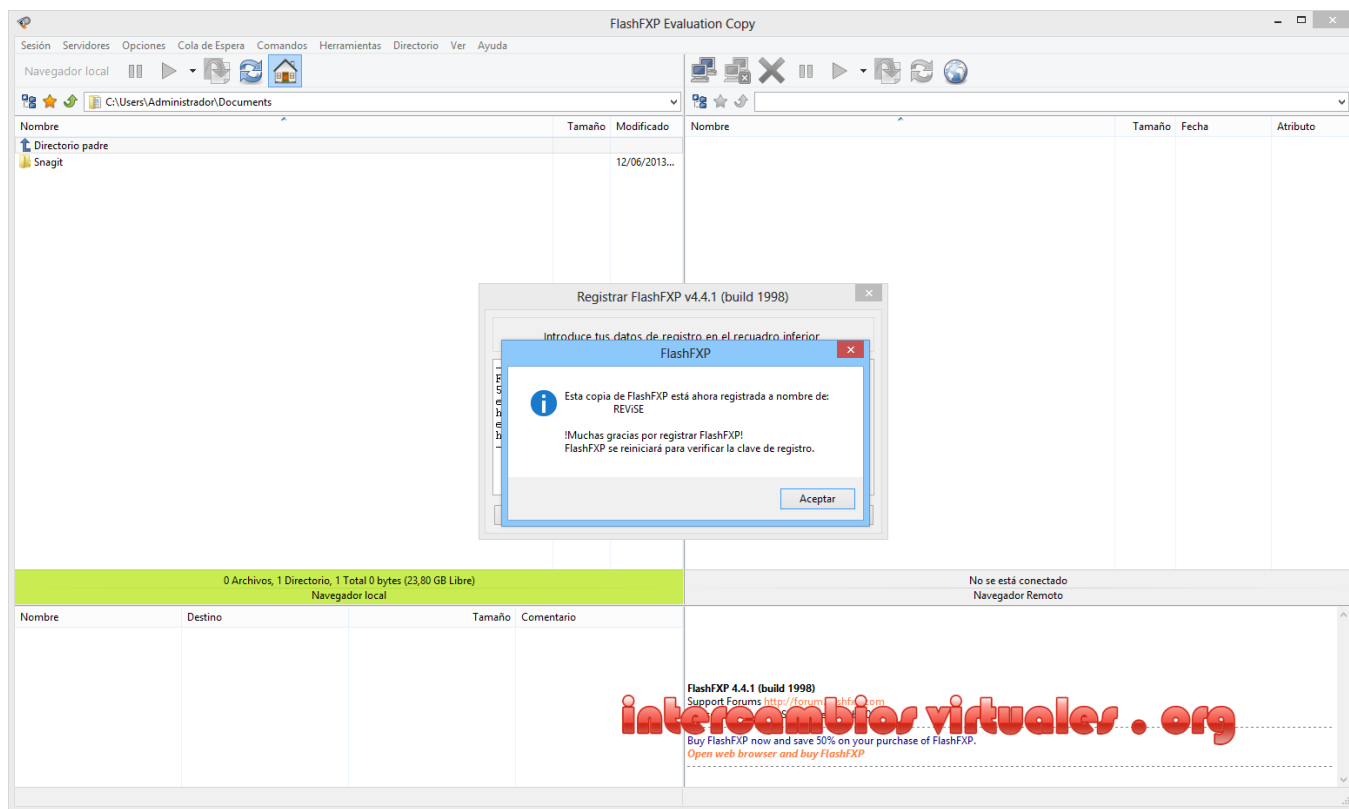 FlashFXP Evaluation Copy
Sesión Servidores Opciones Cola de Espera Comandos Herramientas Directorio Ver Ayuda
Navegador local
C:\Users\Administrador\Documents
Nombre Tamaño Modificado
Directorio padre
Snagit 12/06/2013...
Nombre Tamaño Fecha Atributo
Registrar FlashFXP v4.4.1 (build 1998)
Introduce tus datos de registro en el recuadro inferior
FlashFXP
Esta copia de FlashFXP está ahora registrada a nombre de:
REViSE
!Muchas gracias por registrar FlashFXP!
FlashFXP se reiniciará para verificar la clave de registro.
Aceptar
0 Archivos, 1 Directorio, 1 Total 0 bytes (23,80 GB Libre)
Navegador local
No se está conectado
Navegador Remoto
Nombre Destino Tamaño Comentario
FlashFXP 4.4.1 (build 1998)
Support Forums
intercambios virtuales . org
Buy FlashFXP now and save 50% on your purchase of FlashFXP.
Open web browser and buy FlashFXP